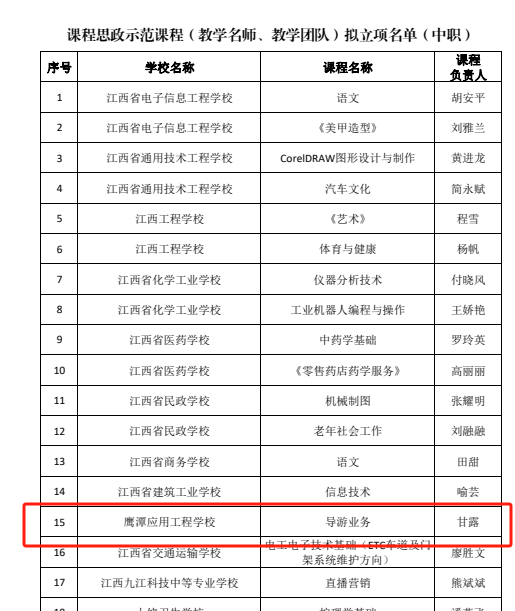 课程思政示范课程（教学名师、教学团队）拟立项名单（中职）
序号 学校名称 课程名称 课程
负责人
1 江西省电子信息工程学校 语文 胡安平
2 江西省电子信息工程学校 《美甲造型》 刘雅兰
3 江西省通用技术工程学校 CorelDRAW图形设计与制作 黄进龙
4 江西省通用技术工程学校 汽车文化 简永赋
5 江西工程学校 《艺术》 程雪
6 江西工程学校 体育与健康 杨帆
7 江西省化学工业学校 仪器分析技术 付晓风
8 江西省化学工业学校 工业机器人编程与操作 王娇艳
9 江西省医药学校 中药学基础 罗玲英
10 江西省医药学校 《零售药店药学服务》 高丽丽
11 江西省民政学校 机械制图 张耀明
12 江西省民政学校 老年社会工作 刘融融
13 江西省商务学校 语文 田甜
14 江西省建筑工业学校 信息技术 喻芸
15 鹰潭应用工程学校 导游业务 甘露
16 江西省交通运输学校 电工电子技术基础（ETC车道及门
架系统维护方向） 廖胜文
17 江西九江科技中等专业学校 直播营销 熊斌斌